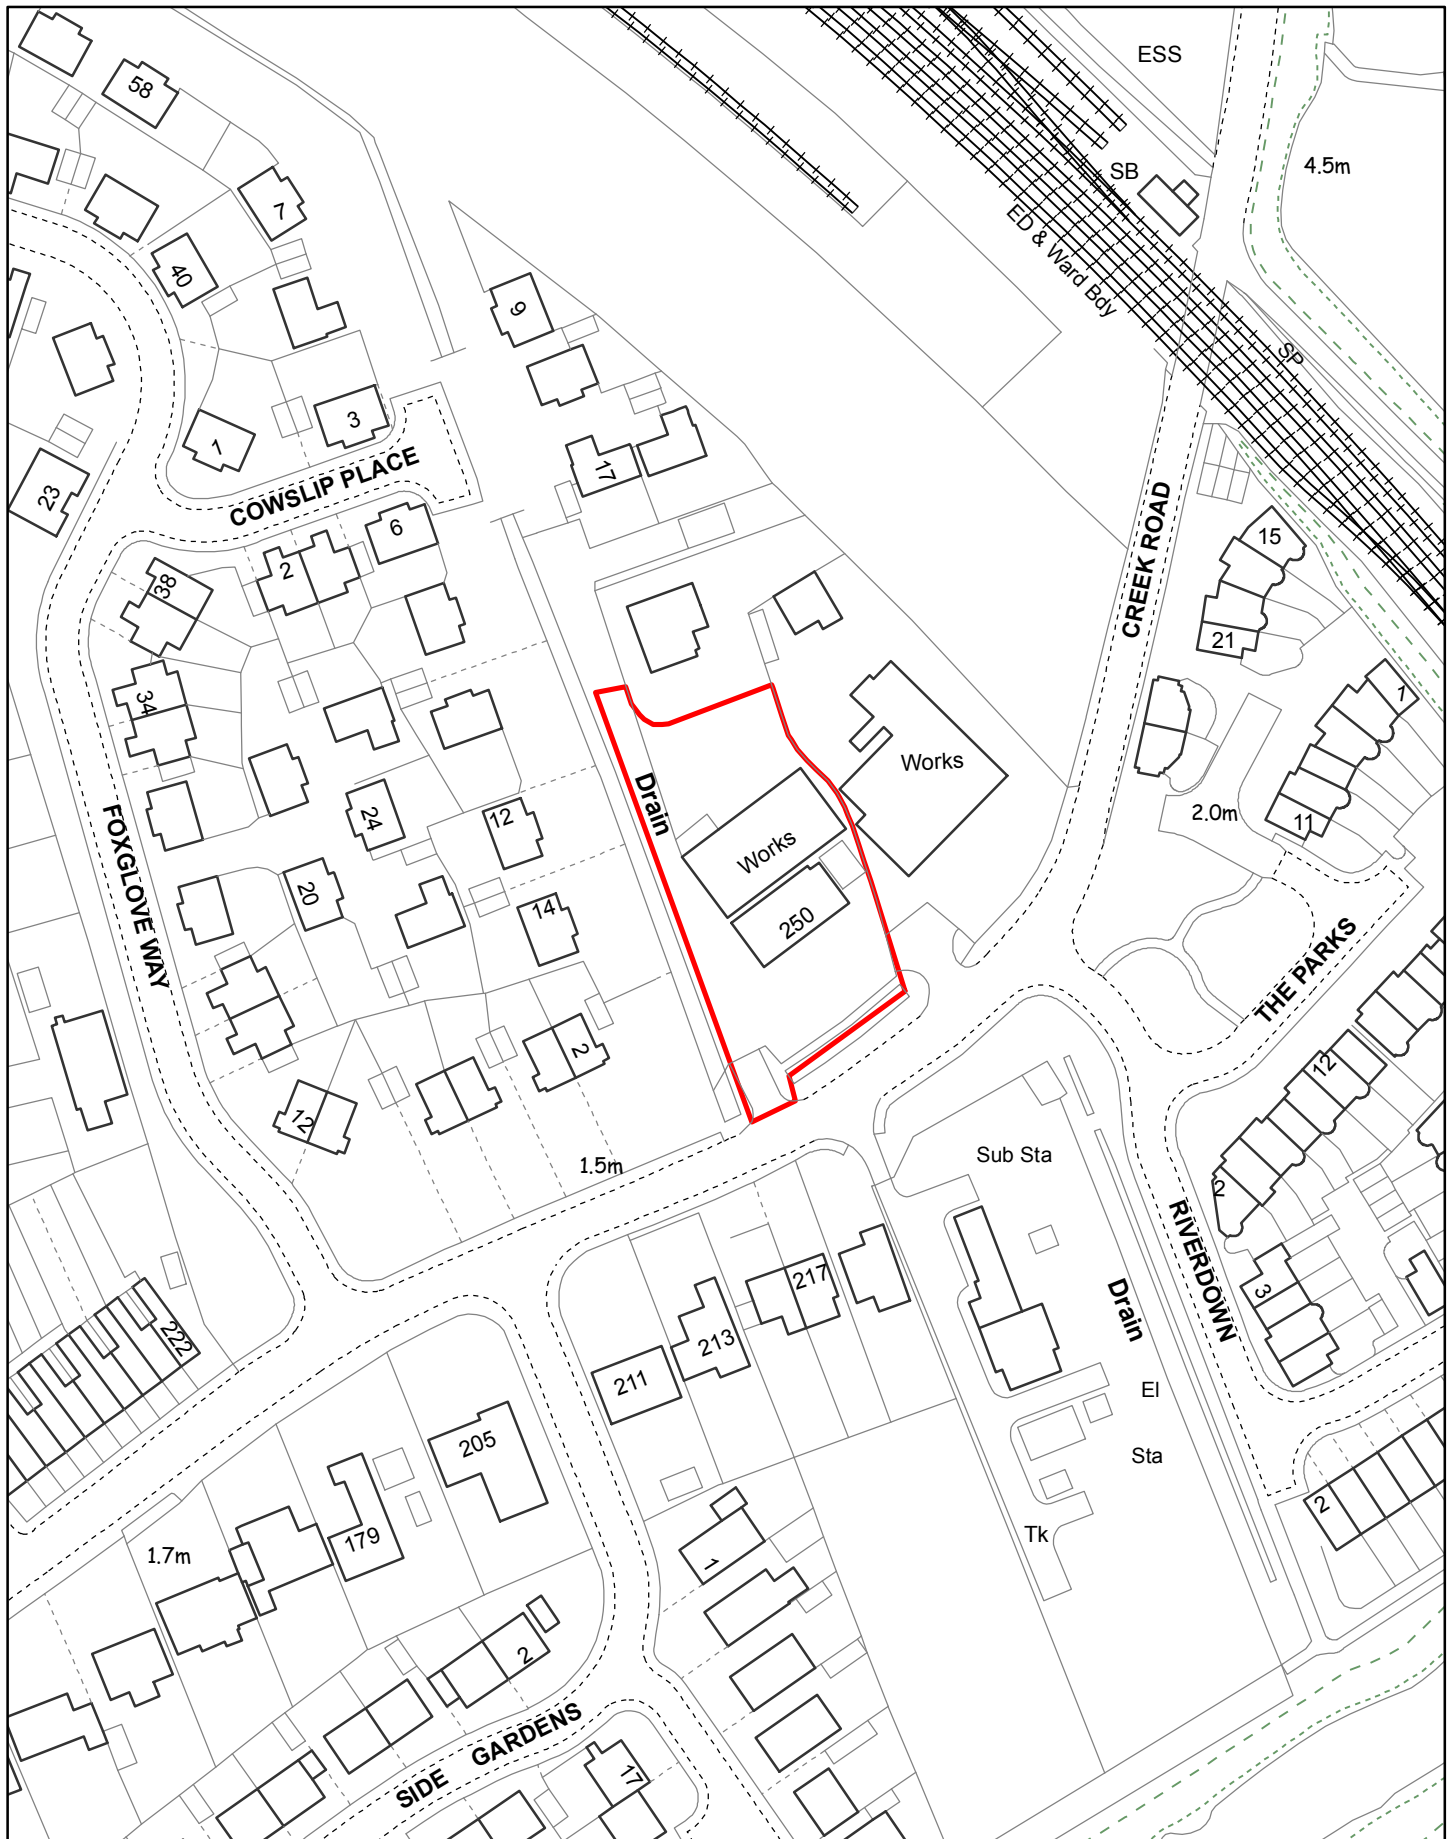 ESS
58
4.5m
SB
7
ED & Ward Bdy
40
9
SP
3
1
17
COWSLIP PLACE
23
CREEK ROAD
6
15
2
38
21
34
1
Works
Drain
24
12
2.0m
11
FOXGLOVE WAY
Works
20
14
250
THE PARKS
2
12
12
1.5m
Sub Sta
2
RIVERDOWN
217
3
Drain
222
213
211
El
205
Sta
2
179
Tk
1.7m
1
2
SIDE GARDENS
17